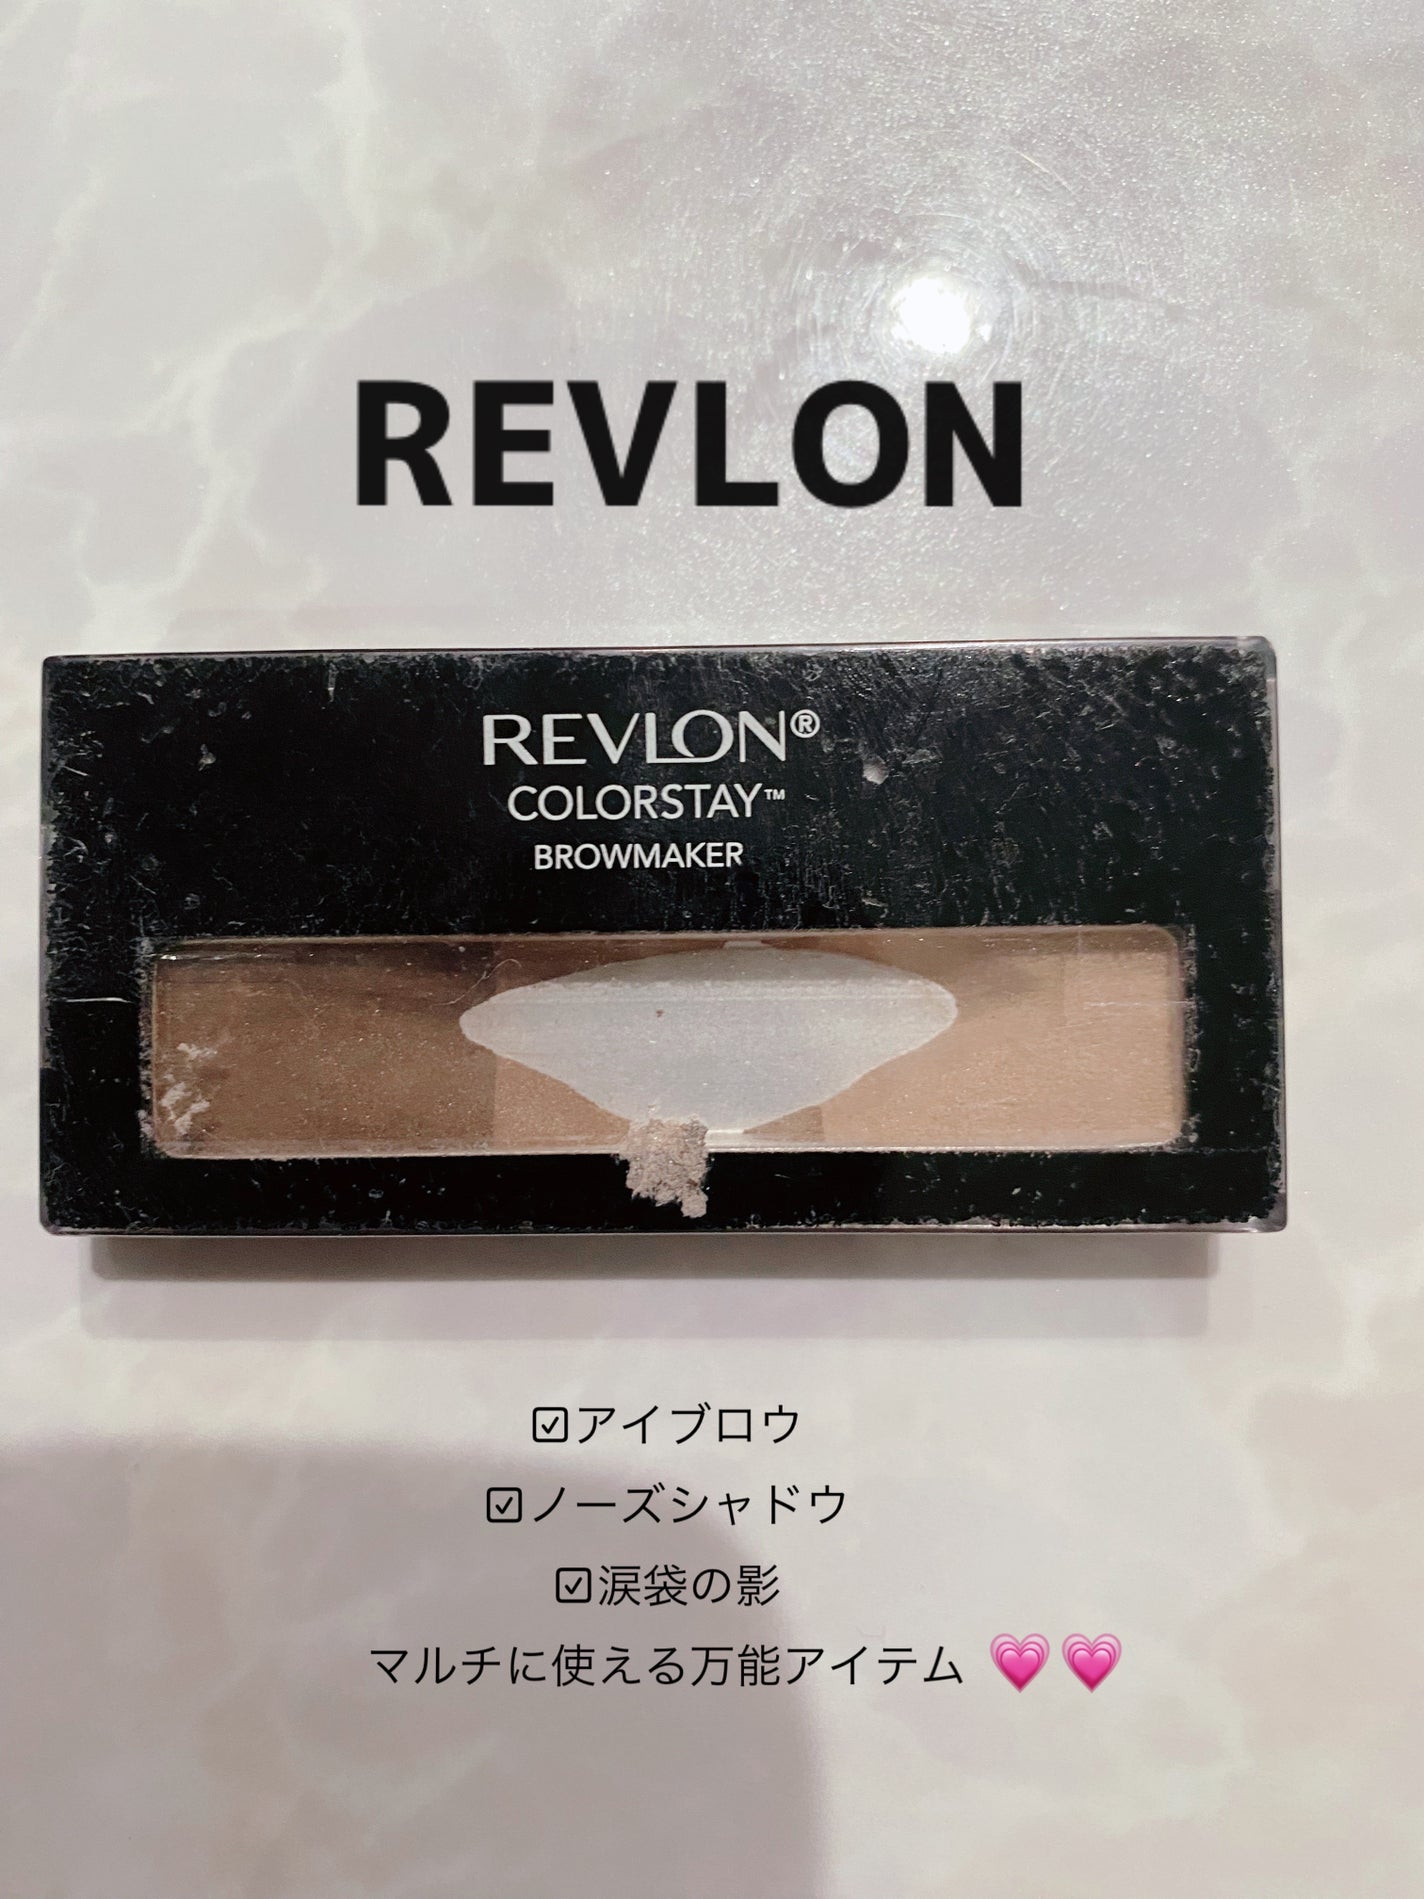 REVLON
REVLON®
COLORSTAY™
BROWMAKER
☑アイブロウ
☑ノーズシャドウ
☑涙袋の影
マルチに使える万能アイテム 💗💗